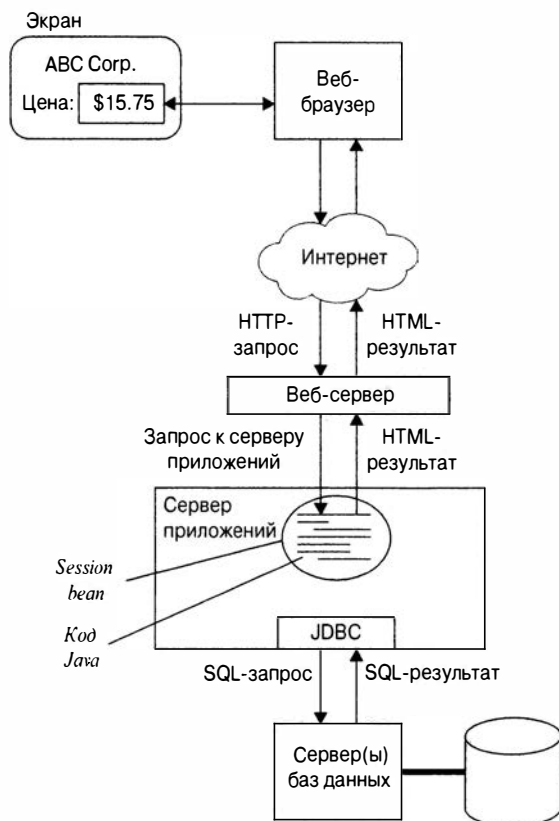 Экран
ABC Corp.
Цена: $15.75
Веб-
браузер
Интернет
HTTP-
запрос
HTML-
результат
Веб-сервер
Запрос к серверу
приложений
HTML-
результат
Сервер
приложений
Session
bean
Код
Java
JDBC
SQL-запрос
SQL-результат
Сервер(ы)
баз данных